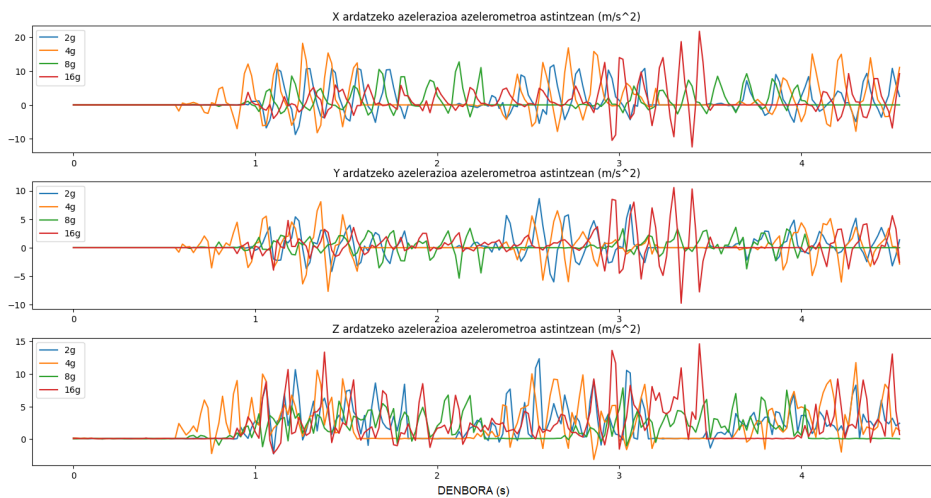 X ardatzeko azelerazioa azelerometroa astintzean (m/s^2)
2g
4g
8g
16g
20
10
0
−10
0
1
2
3
4
Y ardatzeko azelerazioa azelerometroa astintzean (m/s^2)
2g
4g
8g
16g
10
5
0
−5
−10
0
1
2
3
4
Z ardatzeko azelerazioa azelerometroa astintzean (m/s^2)
2g
4g
8g
16g
15
10
5
0
0
1
2
3
4
DENBORA (s)